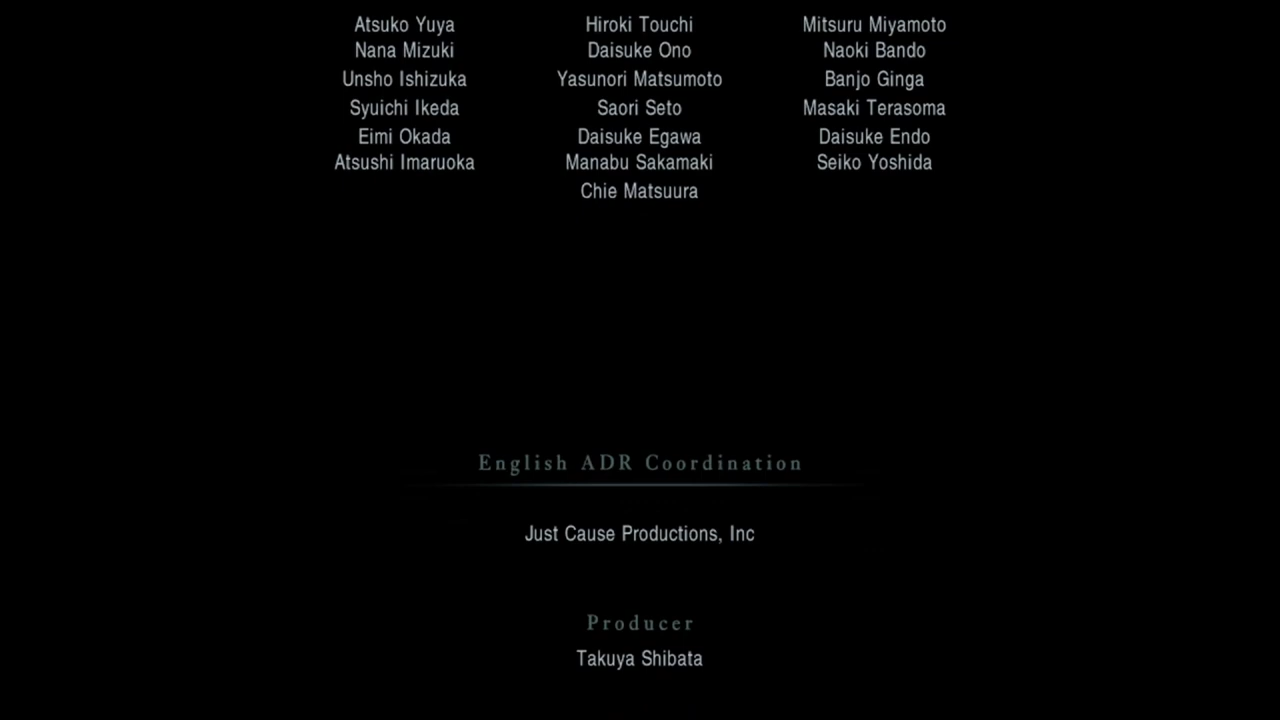 Atsuko Yuya Hiroki Touchi Mitsuru Miyamoto
Nana Mizuki Daisuke Ono Naoki Bando
Unsho Ishizuka Yasunori Matsumoto Banjo Ginga
Syuichi Ikeda Saori Seto Masaki Terasoma
Eimi Okada Daisuke Egawa Daisuke Endo
Atsushi Imaruoka Manabu Sakamaki Seiko Yoshida
Chie Matsuura
English ADR Coordination
Just Cause Productions, Inc
Producer
Takuya Shibata